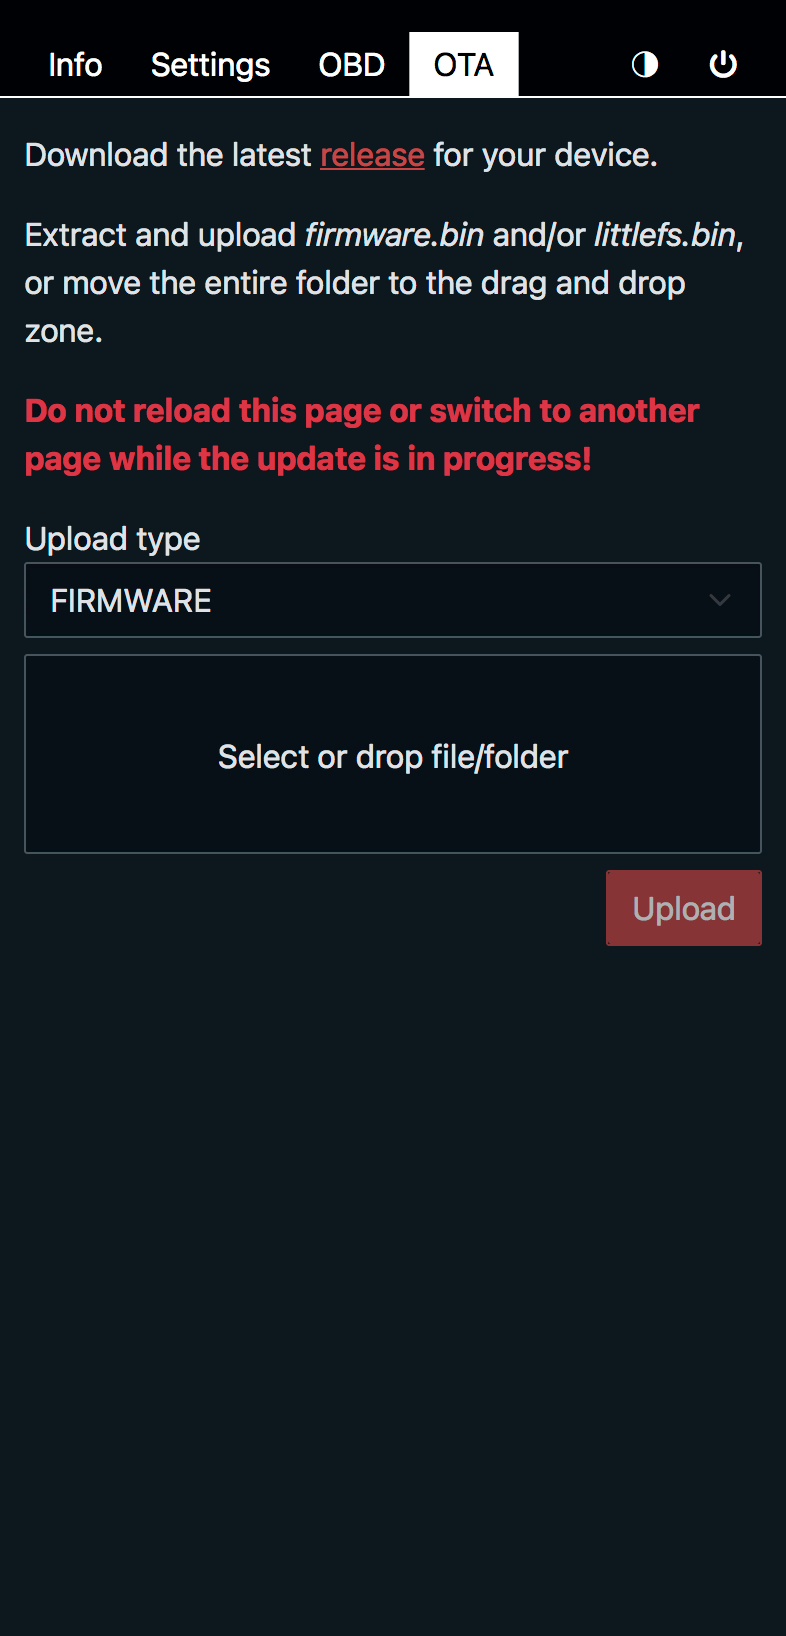 Info Settings OBD OTA
Download the latest release for your device.
Extract and upload firmware.bin and/or littlefs.bin,
or move the entire folder to the drag and drop
zone.
Do not reload this page or switch to another
page while the update is in progress!
Upload type
FIRMWARE
Select or drop file/folder
Upload